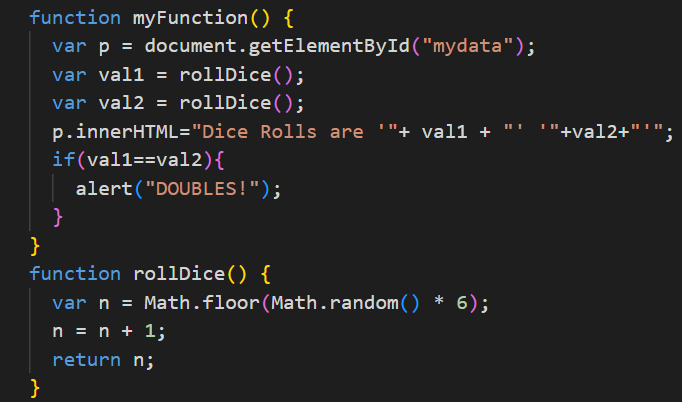 function myFunction() {
  var p = document.getElementById("mydata");
  var val1 = rollDice();
  var val2 = rollDice();
  p.innerHTML="Dice Rolls are '"+ val1 + "' '"+val2+"'";
  if(val1==val2){
    alert("DOUBLES!");
  }
}
function rollDice() {
  var n = Math.floor(Math.random() * 6);
  n = n + 1;
  return n;
}